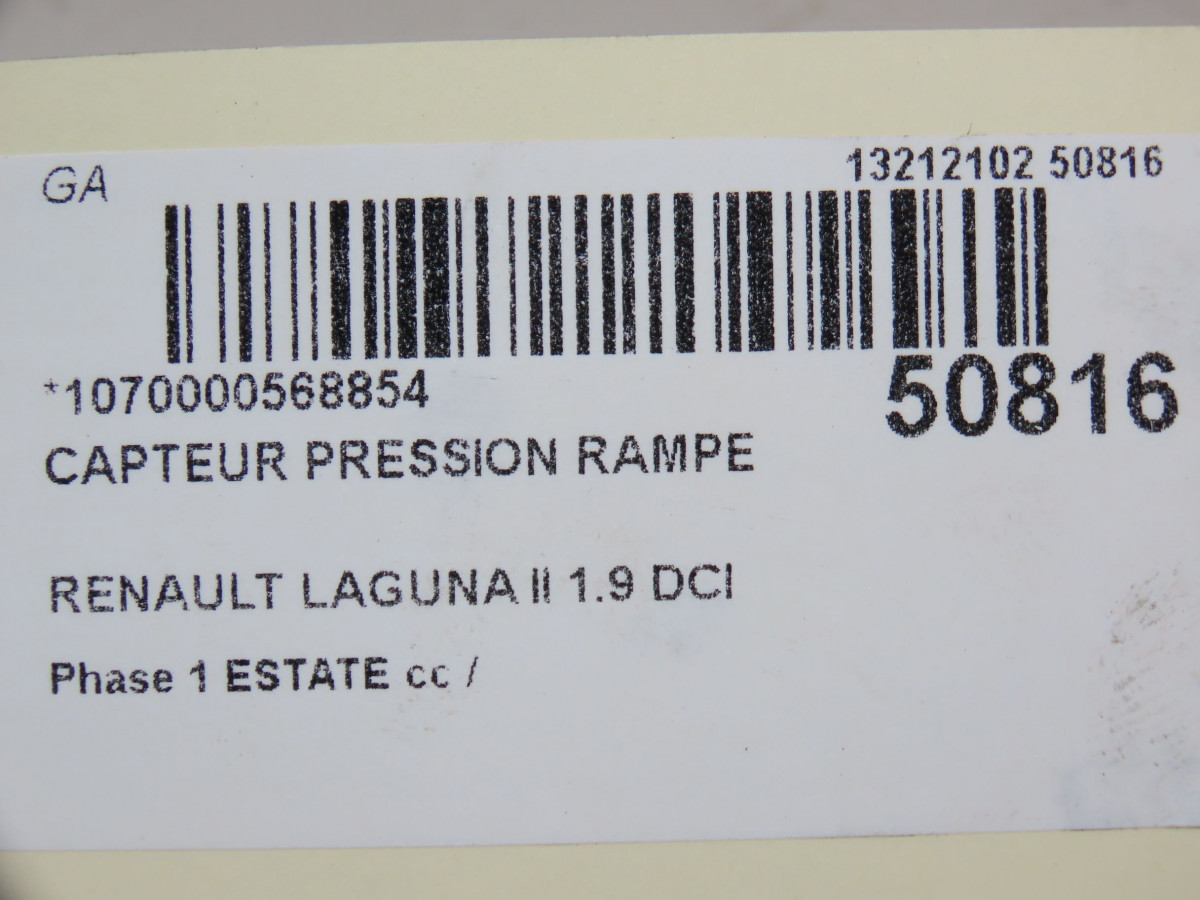 GA
13212102 50816
*1070000568854
50816
CAPTEUR PRESSION RAMPE
RENAULT LAGUNA II 1.9 DCI
Phase 1 ESTATE cc /